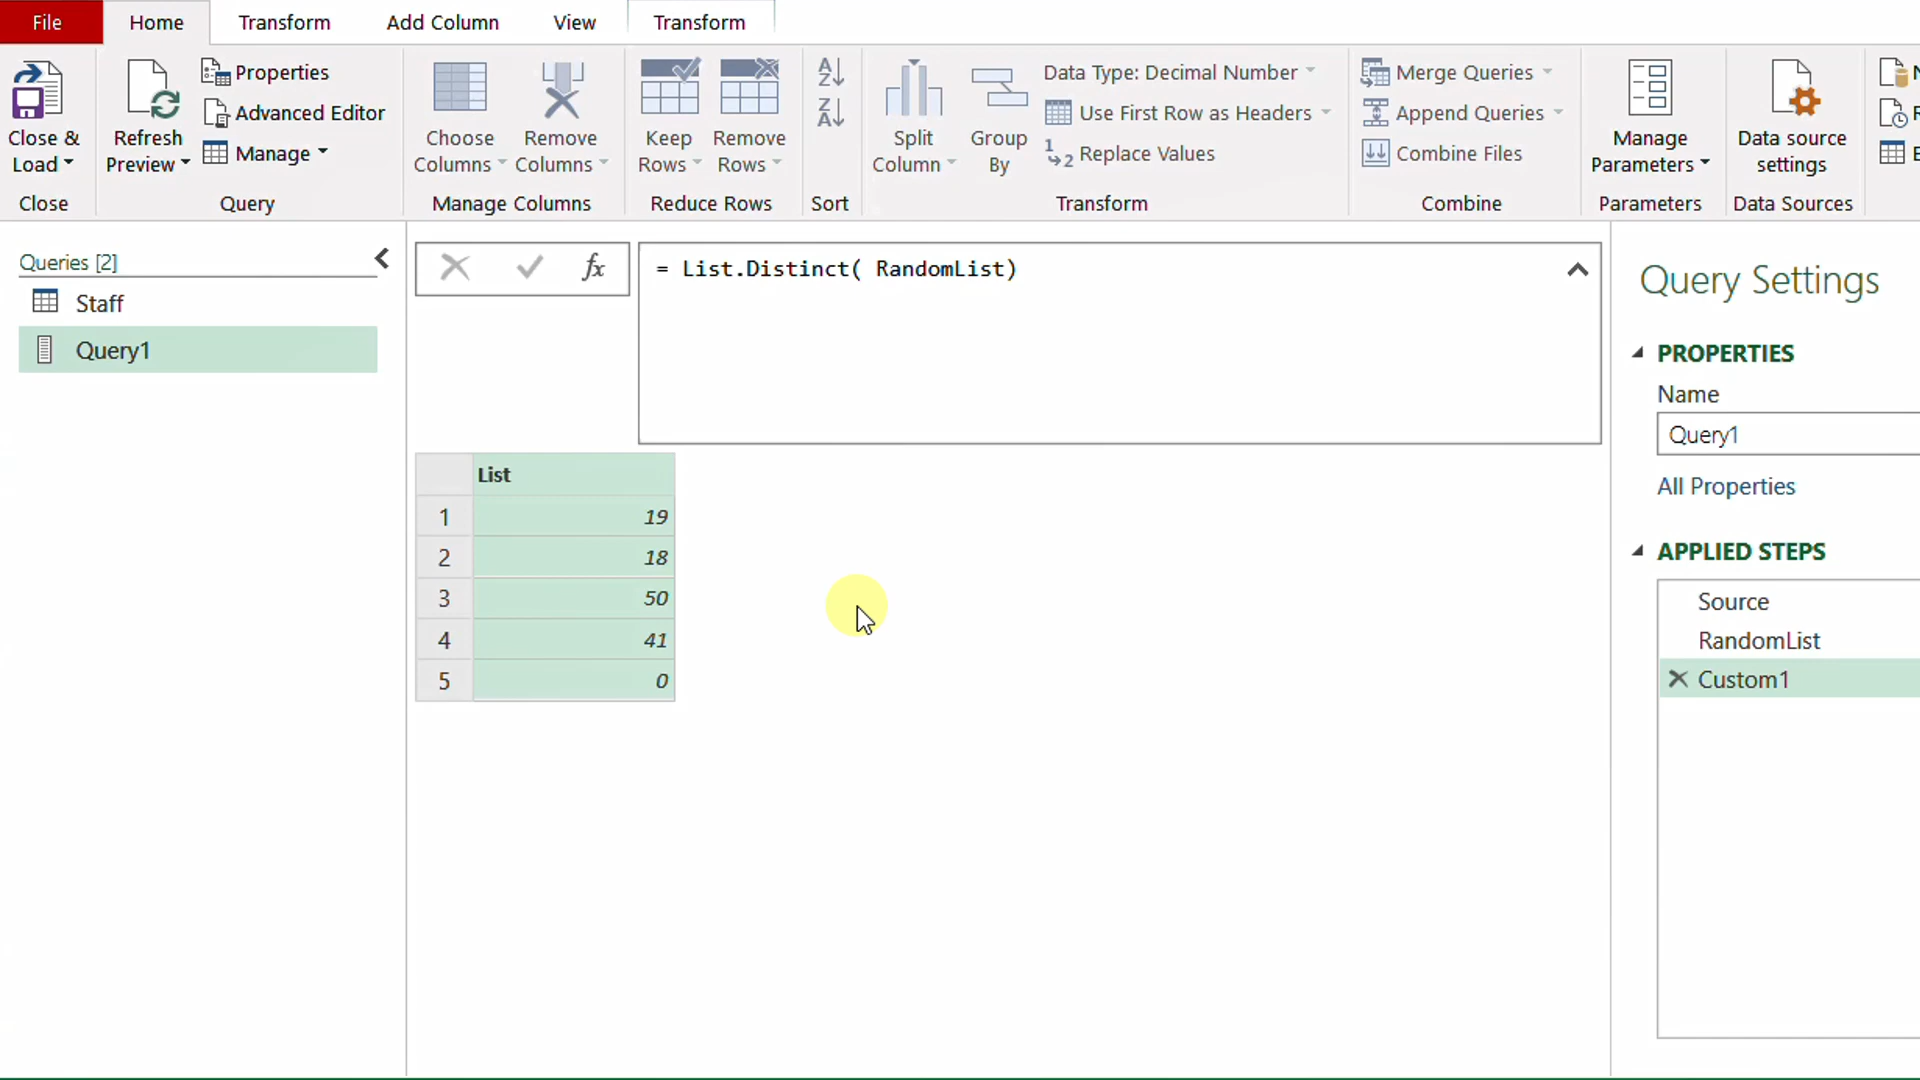 File
Home
Transform
Add Column
View
Transform
Close &
Load
Close
Refresh
Preview
Properties
Advanced Editor
Manage
Query
Choose
Columns
Remove
Columns
Manage Columns
Keep
Rows
Remove
Rows
Reduce Rows
A
Z
Z
A
Sort
Split
Column
Group
By
Data Type: Decimal Number
Use First Row as Headers
1
2 Replace Values
Transform
Merge Queries
Append Queries
Combine Files
Combine
Manage
Parameters
Parameters
Data source
settings
Data Sources
Queries [2]
Staff
Query1
fx
= List.Distinct( RandomList)
List
1 19
2 18
3 50
4 41
5 0
Query Settings
PROPERTIES
Name
Query1
All Properties
APPLIED STEPS
Source
RandomList
Custom1